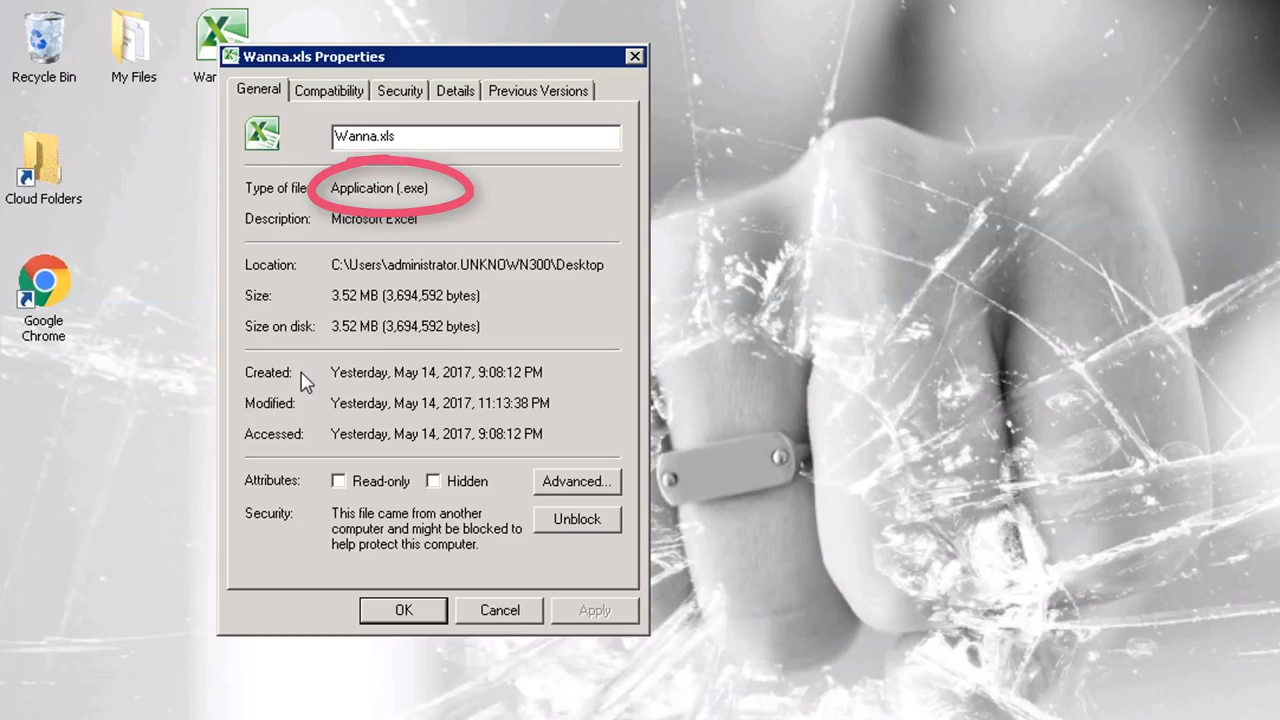 Recycle Bin
My Files
Cloud Folders
Google
Chrome
Wanna.xls Properties
General Compatibility Security Details Previous Versions
Wanna.xls
Type of file Application (.exe)
Description: Microsoft Excel
Location: C:\Users\administrator.UNKNOWN300\Desktop
Size: 3.52 MB (3,694,592 bytes)
Size on disk: 3.52 MB (3,694,592 bytes)
Created: Yesterday, May 14, 2017, 9:08:12 PM
Modified: Yesterday, May 14, 2017, 11:13:38 PM
Accessed: Yesterday, May 14, 2017, 9:08:12 PM
Attributes: Read-only Hidden Advanced...
Security: This file came from another
computer and might be blocked to
help protect this computer.
Unblock
OK Cancel Apply